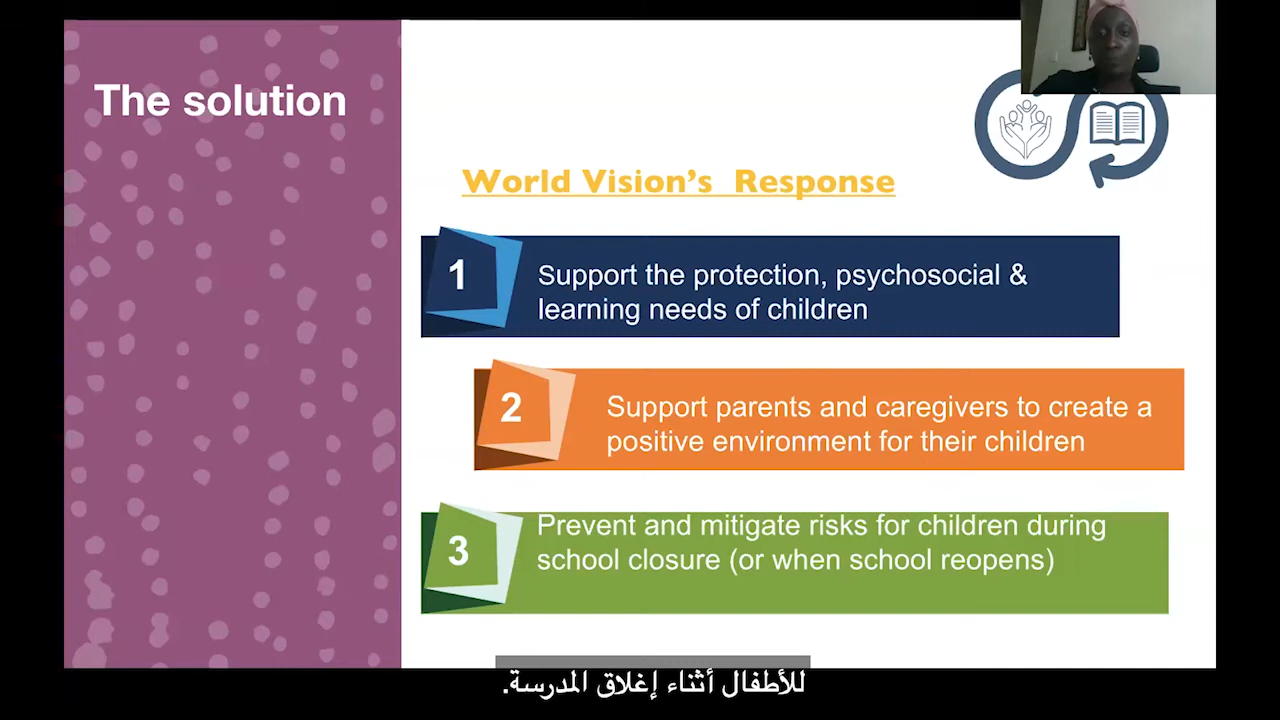 The solution
World Vision's Response
1
Support the protection, psychosocial &
learning needs of children
2
Support parents and caregivers to create a
positive environment for their children
3
Prevent and mitigate risks for children during
school closure (or when school reopens)
للأطفال أثناء إغلاق المدرسة.